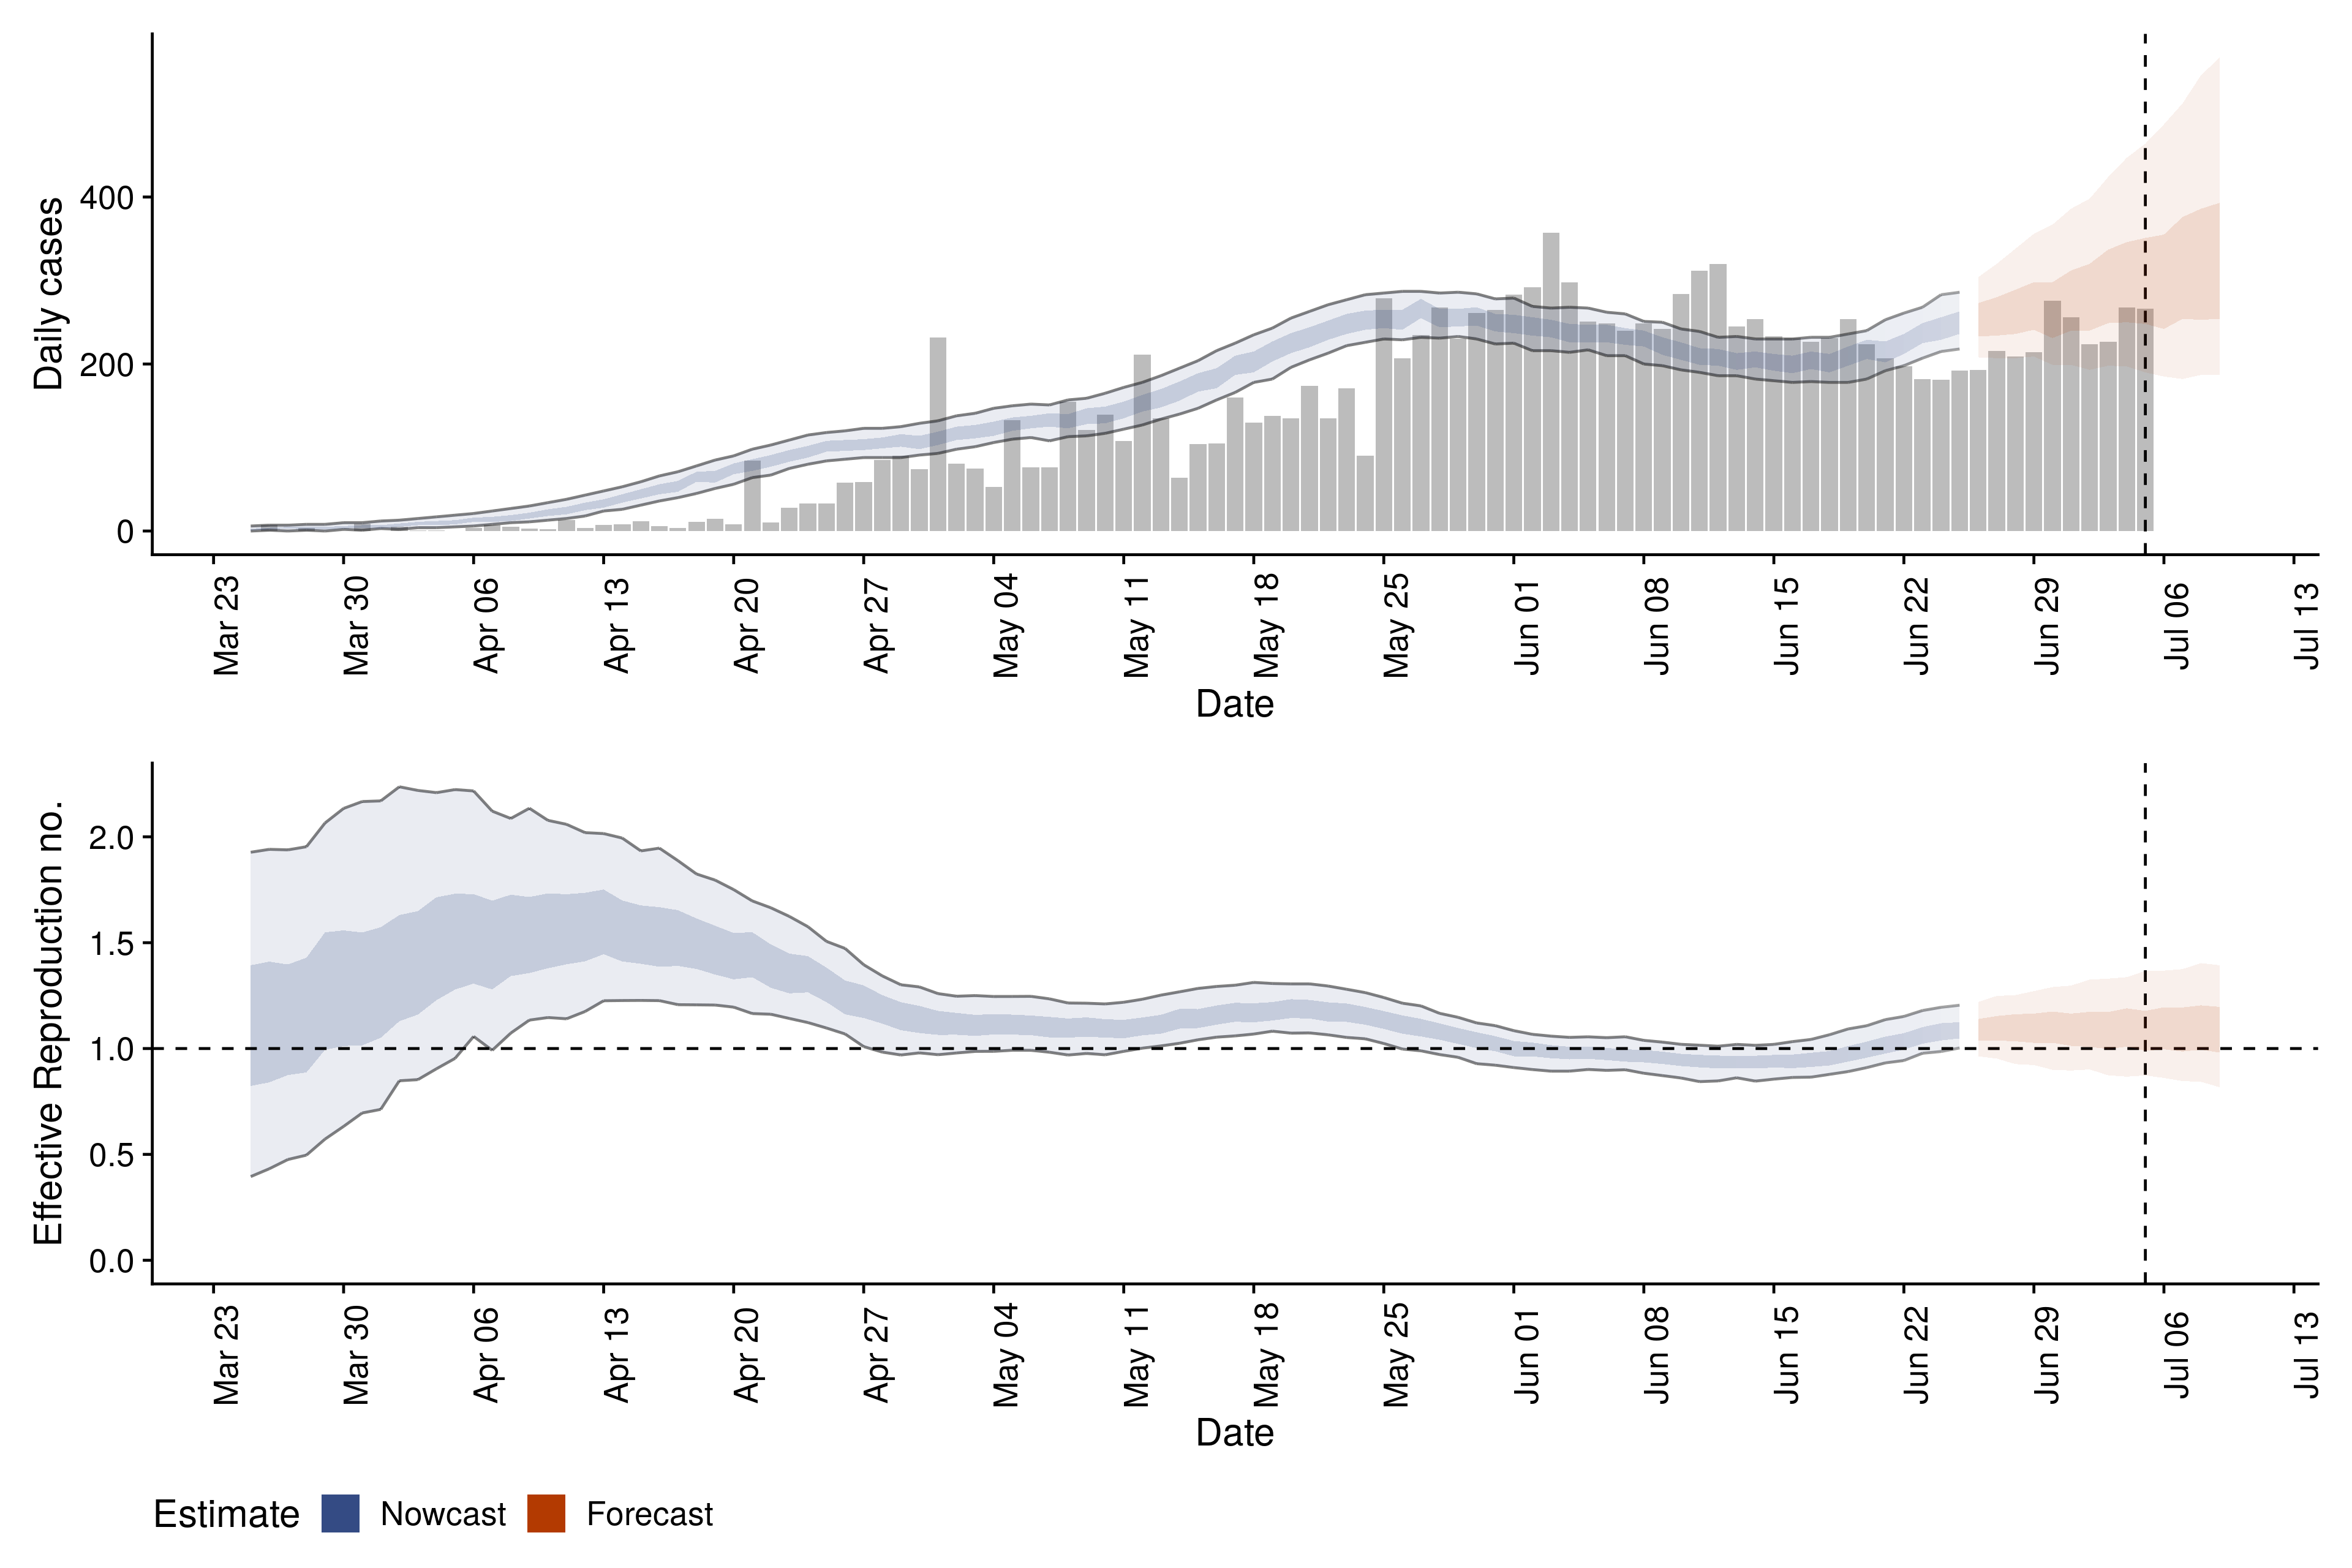 Daily cases
400
200
0
Mar 23 Mar 30 Apr 06 Apr 13 Apr 20 Apr 27 May 04 May 11 May 18 May 25 Jun 01 Jun 08 Jun 15 Jun 22 Jun 29 Jul 06 Jul 13
Date
Effective Reproduction no.
2.0
1.5
1.0
0.5
0.0
Mar 23 Mar 30 Apr 06 Apr 13 Apr 20 Apr 27 May 04 May 11 May 18 May 25 Jun 01 Jun 08 Jun 15 Jun 22 Jun 29 Jul 06 Jul 13
Date
Estimate Nowcast Forecast